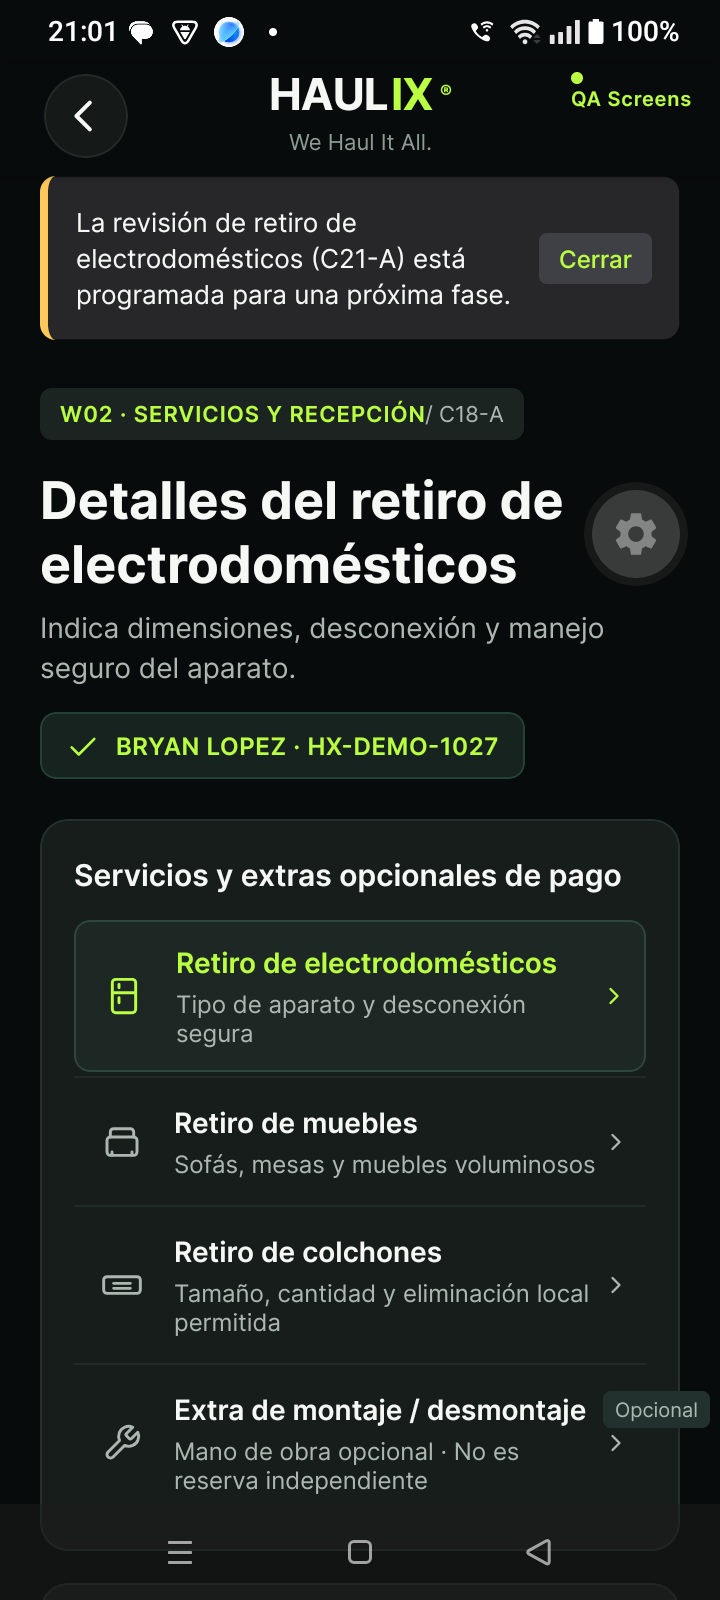 21:01
100%
HAULIX ®
QA Screens
We Haul It All.
La revisión de retiro de
electrodomésticos (C21-A) está
programada para una próxima fase.
Cerrar
W02 · SERVICIOS Y RECEPCIÓN/ C18-A
Detalles del retiro de
electrodomésticos
Indica dimensiones, desconexión y manejo
seguro del aparato.
BRYAN LOPEZ · HX-DEMO-1027
Servicios y extras opcionales de pago
Retiro de electrodomésticos
Tipo de aparato y desconexión
segura
Retiro de muebles
Sofás, mesas y muebles voluminosos
Retiro de colchones
Tamaño, cantidad y eliminación local
permitida
Extra de montaje / desmontaje
Opcional
Mano de obra opcional · No es
reserva independiente